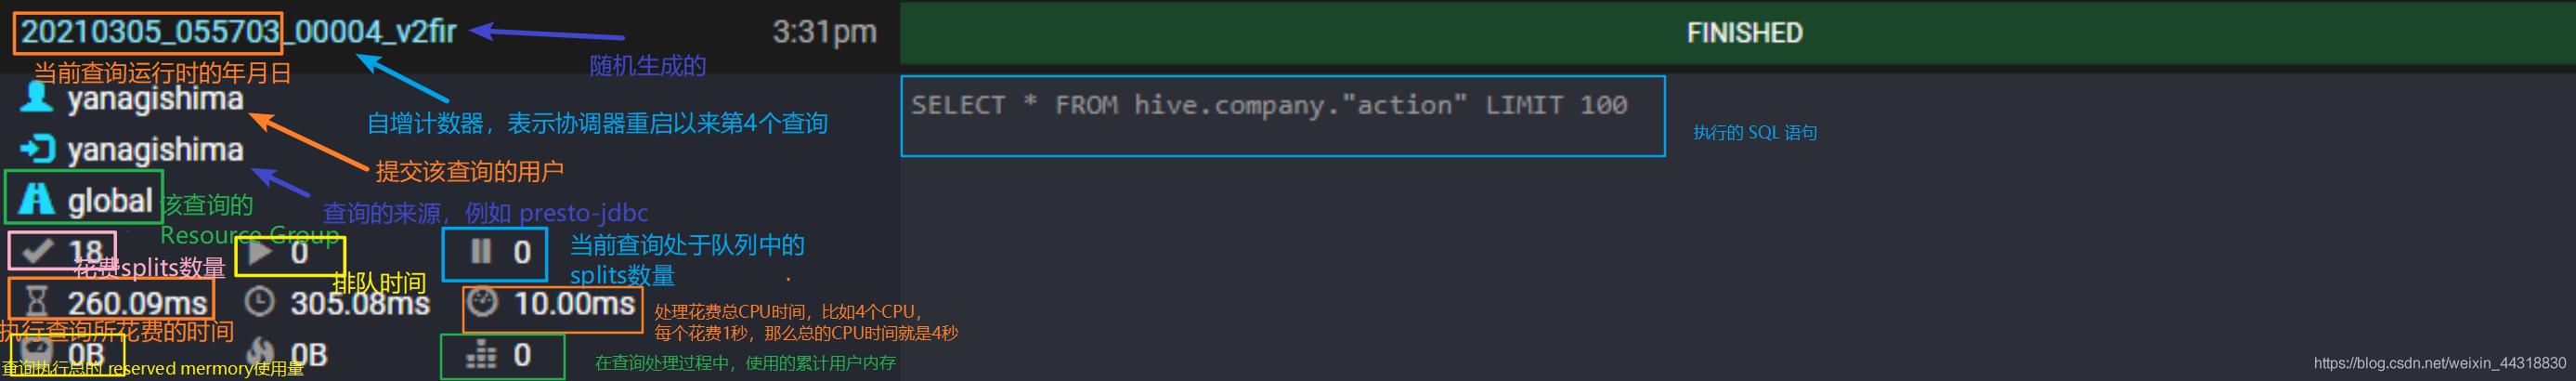 20210305_055703_00004_v2fir
3:31pm
FINISHED
随机生成的
当前查询运行时的年月日
yanagishima
自增计数器，表示协调器重启以来第4个查询
SELECT * FROM hive.company."action" LIMIT 100
执行的 SQL 语句
yanagishima
提交该查询的用户
global
该查询的
Resource Group
查询的来源，例如 presto-jdbc
18
花费splits数量
0
排队时间
0
当前查询处于队列中的
splits数量
260.09ms
305.08ms
10.00ms
处理花费总CPU时间，比如4个CPU，
每个花费1秒，那么总的CPU时间就是4秒
执行查询所花费的时间
0B
0B
0
在查询处理过程中，使用的累计用户内存
查询执行总的 reserved mermory使用量
https://blog.csdn.net/weixin_44318830